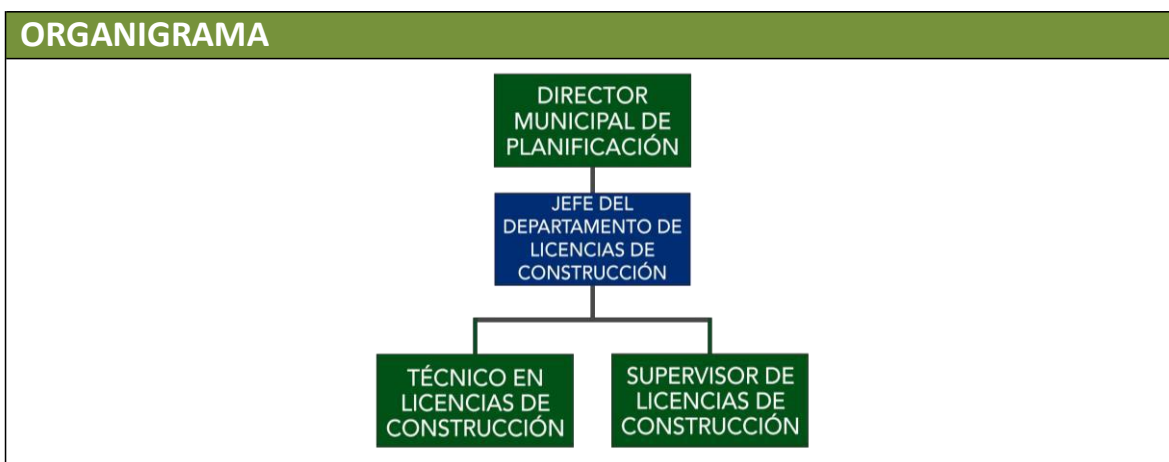 ORGANIGRAMA
DIRECTOR
MUNICIPAL DE
PLANIFICACIÓN
JEFE DEL
DEPARTAMENTO DE
LICENCIAS DE
CONSTRUCCIÓN
TÉCNICO EN
LICENCIAS DE
CONSTRUCCIÓN
SUPERVISOR DE
LICENCIAS DE
CONSTRUCCIÓN